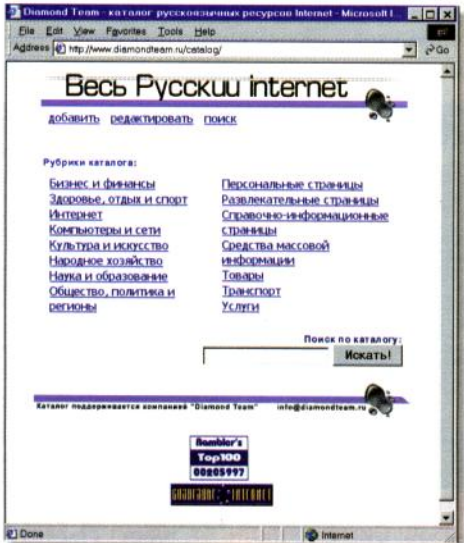 Diamond Team - каталог русскоязычных ресурсов Internet - Microsoft I
File Edit View Favorites Tools Help
Address http://www.diamondteam.ru/catalog/ Go
Весь Русскии internet
добавить редактировать поиск
Рубрики каталога:
Бизнес и финансы
Здоровье, отдых и спорт
Интернет
Компьютеры и сети
Культура и искусство
Народное хозяйство
Наука и образование
Общество, политика и
регионы
Персональные страницы
Развлекательные страницы
Справочно-информационные
страницы
Средства массовой
информации
Товары
Транспорт
Услуги
Поиск по каталогу:
Искать!
Каталог поддерживается компанией "Diamond Team" info@diamondteam.ru
Rambler's
Top100
00205997
Done Internet